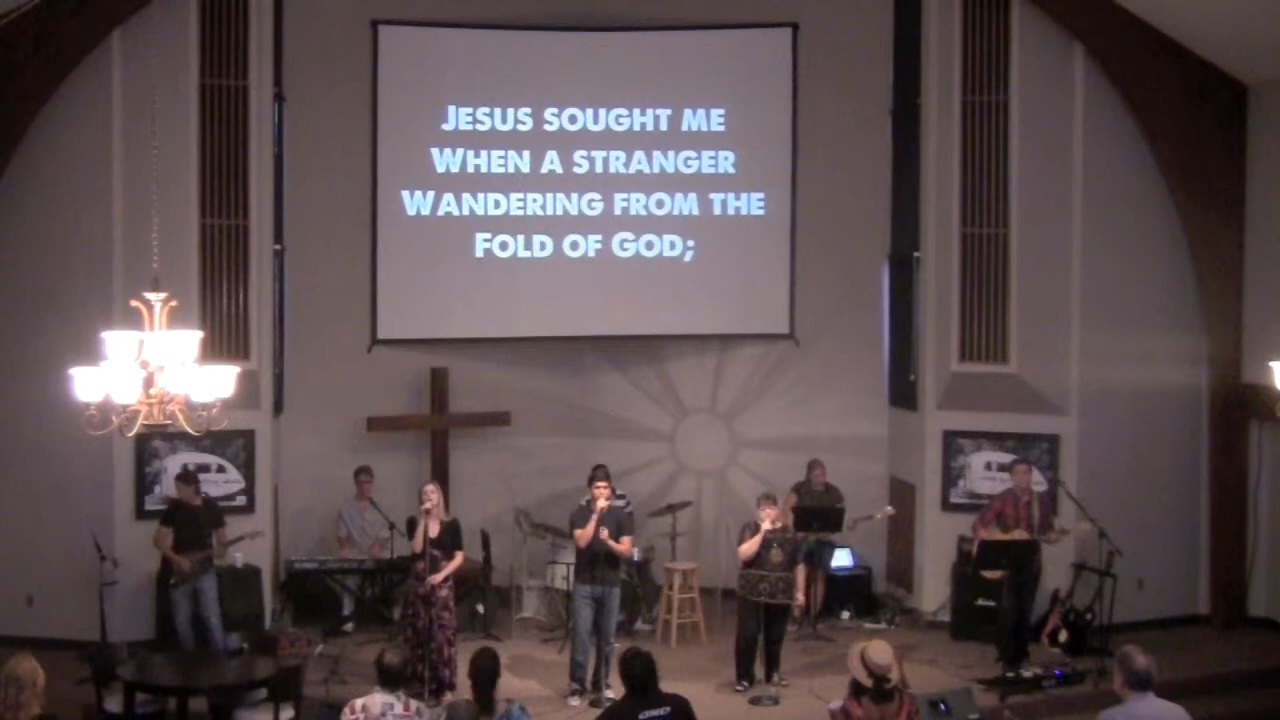 JESUS SOUGHT ME
WHEN A STRANGER
WANDERING FROM THE
FOLD OF GOD;